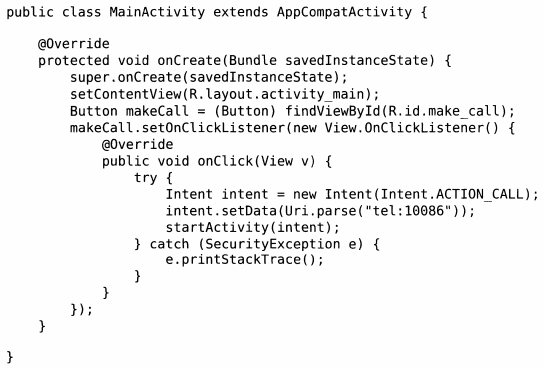 public class MainActivity extends AppCompatActivity {

    @Override
    protected void onCreate(Bundle savedInstanceState) {
        super.onCreate(savedInstanceState);
        setContentView(R.layout.activity_main);
        Button makeCall = (Button) findViewById(R.id.make_call);
        makeCall.setOnClickListener(new View.OnClickListener() {
            @Override
            public void onClick(View v) {
                try {
                    Intent intent = new Intent(Intent.ACTION_CALL);
                    intent.setData(Uri.parse("tel:10086"));
                    startActivity(intent);
                } catch (SecurityException e) {
                    e.printStackTrace();
                }
            }
        });
    }

}